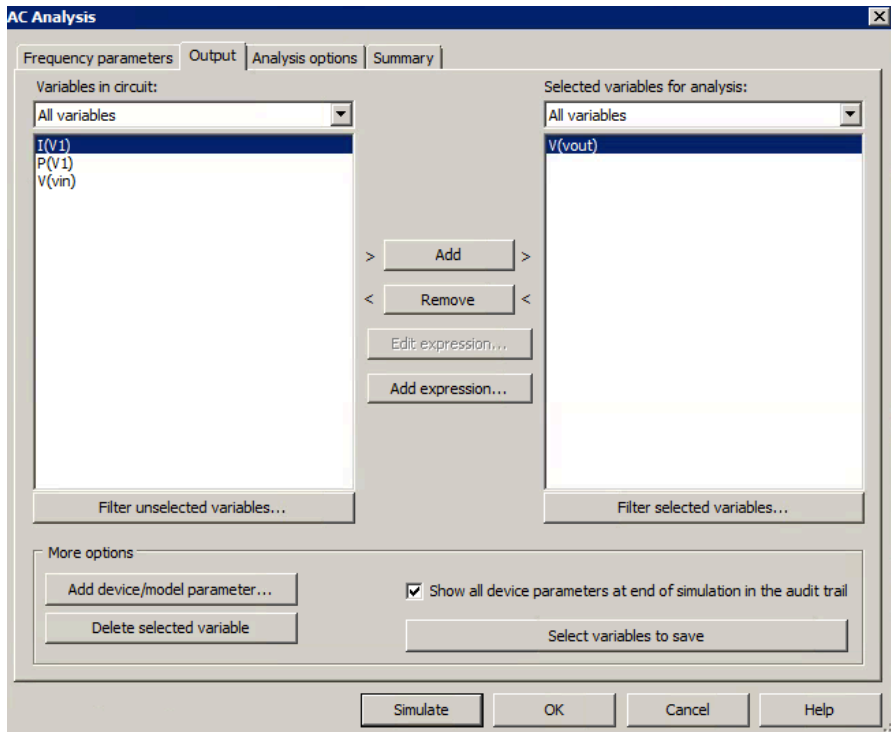 AC Analysis
Frequency parameters
Output
Analysis options
Summary
Variables in circuit:
All variables
I(V1)
P(V1)
V(vin)
Filter unselected variables...
> Add >
< Remove <
Edit expression...
Add expression...
Selected variables for analysis:
All variables
V(vout)
Filter selected variables...
More options
Add device/model parameter...
Delete selected variable
Show all device parameters at end of simulation in the audit trail
Select variables to save
Simulate
OK
Cancel
Help